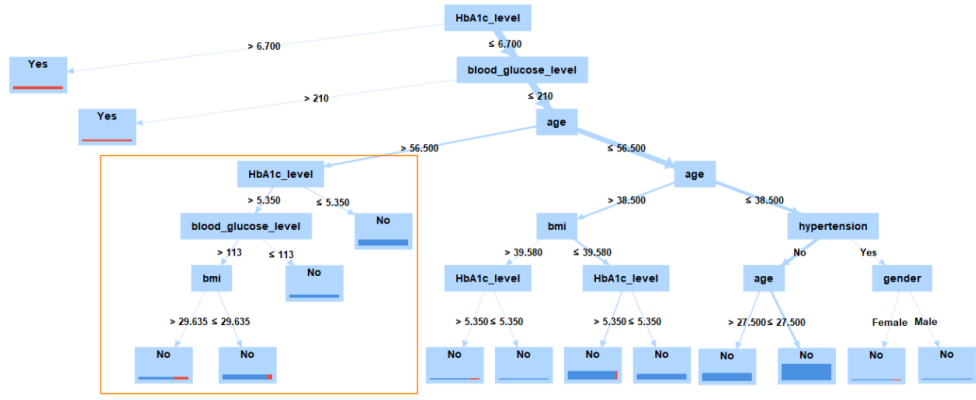 HbA1c_level
> 6.700 ≤ 6.700
Yes blood_glucose_level
> 210 ≤ 210
Yes age
> 56.500 ≤ 56.500
HbA1c_level age
> 5.350 ≤ 5.350 > 38.500 ≤ 38.500
blood_glucose_level No bmi hypertension
> 113 ≤ 113 > 39.580 ≤ 39.580 No Yes
bmi No HbA1c_level HbA1c_level age gender
> 29.635 ≤ 29.635 > 5.350 ≤ 5.350 > 5.350 ≤ 5.350 > 27.500 ≤ 27.500 Female Male
No No No No No No No No No No